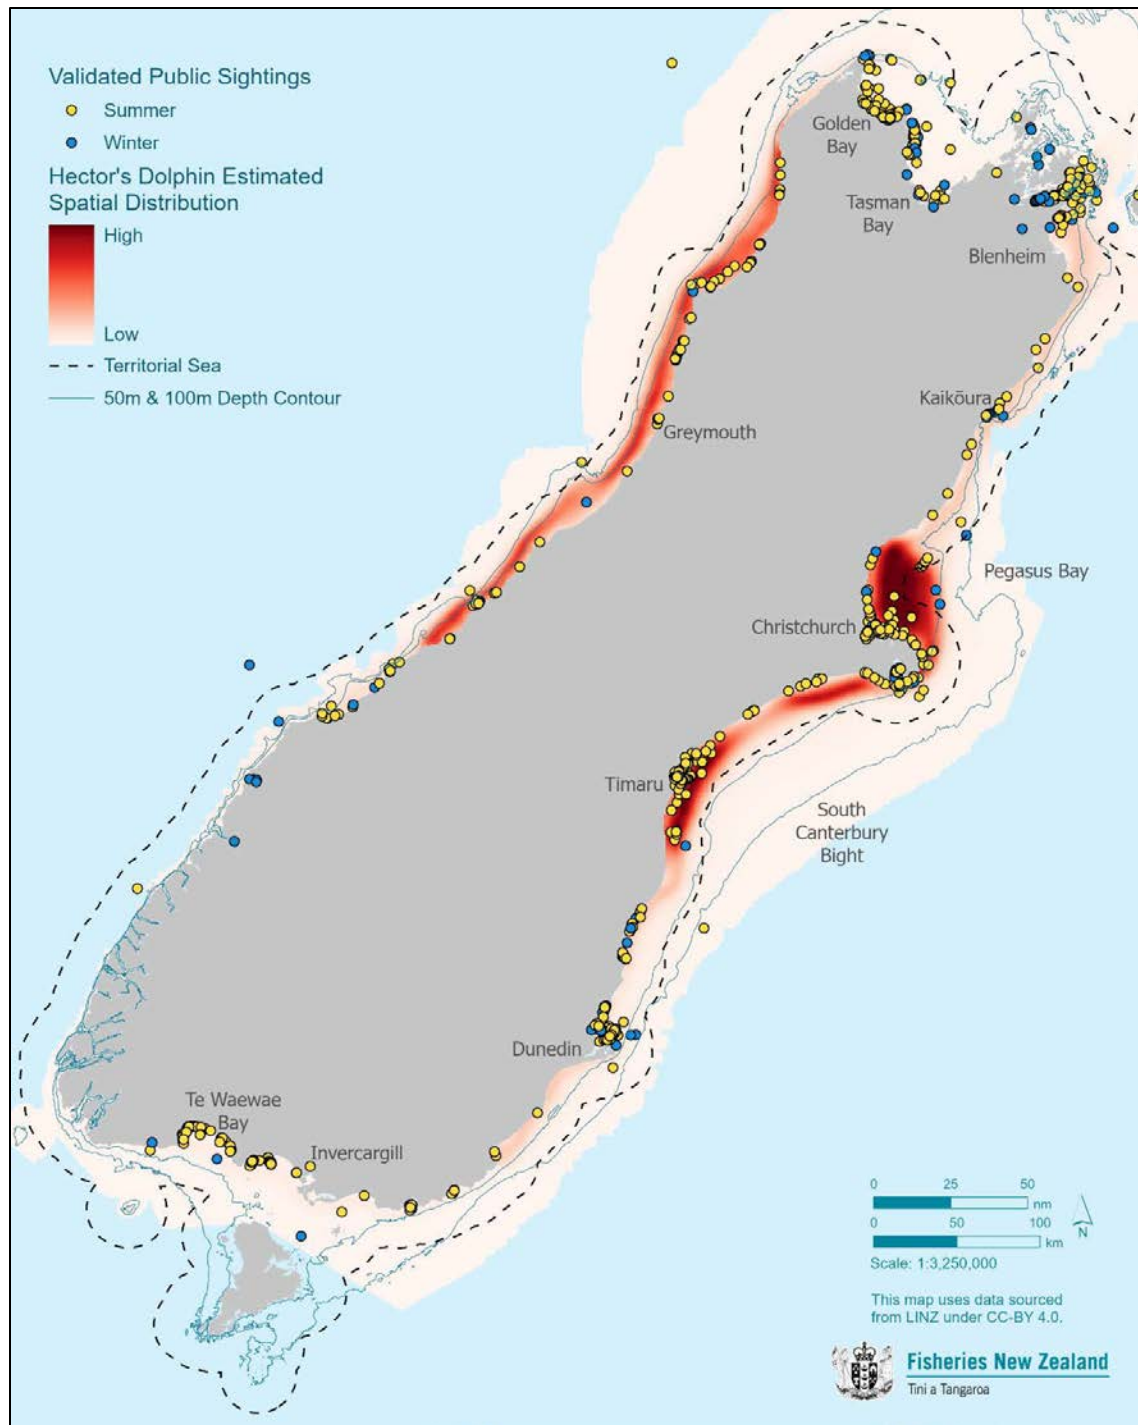 Validated Public Sightings
Summer
Winter
Hector's Dolphin Estimated
Spatial Distribution
High
Low
Territorial Sea
50m & 100m Depth Contour
Golden
Bay
Tasman
Bay
Blenheim
Kaikōura
Greymouth
Pegasus Bay
Christchurch
Timaru
South
Canterbury
Bight
Dunedin
Te Waewae
Bay
Invercargill
0 25 50
nm
0 50 100
km
N
Scale: 1:3,250,000
This map uses data sourced
from LINZ under CC-BY 4.0.
Fisheries New Zealand
Tini a Tangaroa